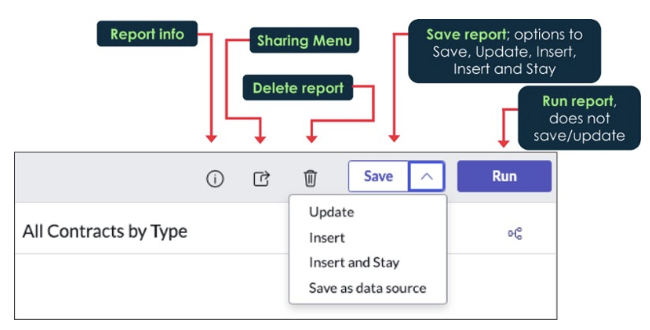 Report info
Sharing Menu
Delete report
Save report; options to
Save, Update, Insert,
Insert and Stay
Run report,
does not
save/update
Save
Run
All Contracts by Type
Update
Insert
Insert and Stay
Save as data source